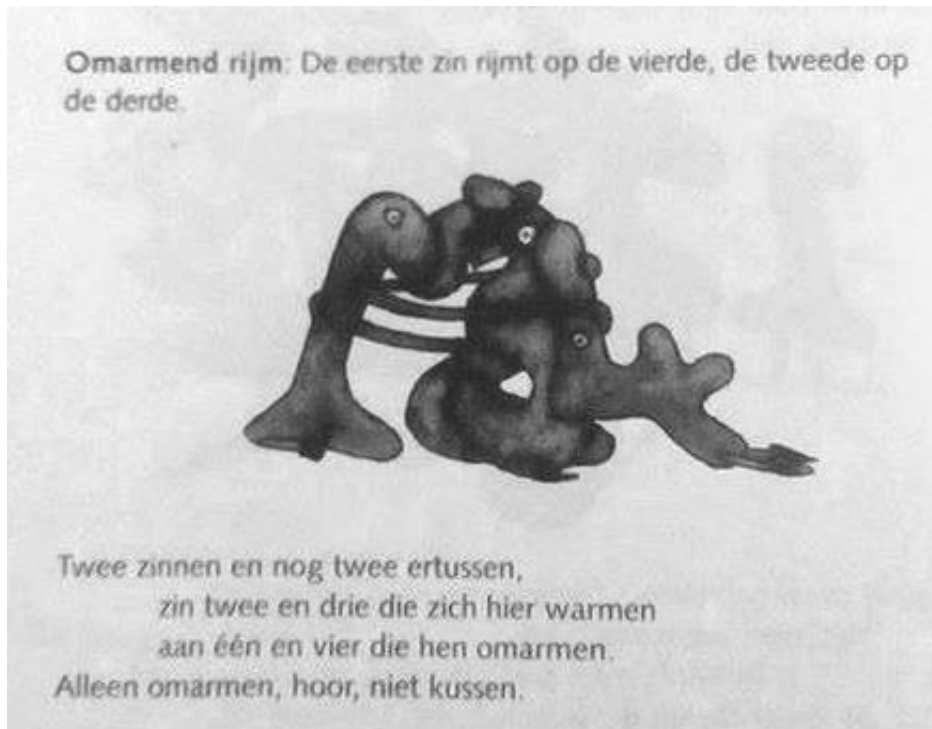 Omarmend rijm: De eerste zin rijmt op de vierde, de tweede op
de derde.
Twee zinnen en nog twee ertussen,
zin twee en drie die zich hier warmen
aan één en vier die hen omarmen.
Alleen omarmen, hoor, niet kussen.